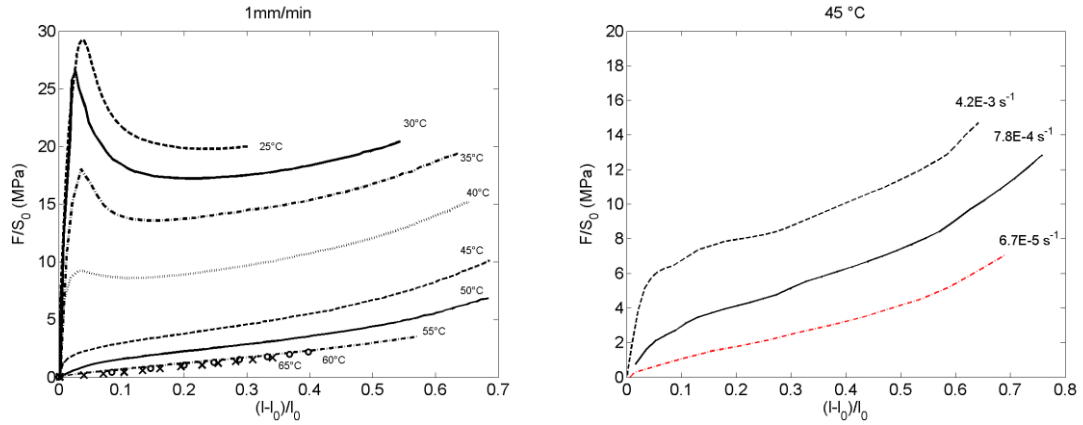 1mm/min
30
25
20
15
10
5
0
F/S0 (MPa)
25°C
30°C
35°C
40°C
45°C
50°C
55°C
60°C
65°C
0 0.1 0.2 0.3 0.4 0.5 0.6 0.7
(l-l0)/l0
45 °C
20
18
16
14
12
10
8
6
4
2
0
F/S0 (MPa)
4.2E-3 s-1
7.8E-4 s-1
6.7E-5 s-1
0 0.1 0.2 0.3 0.4 0.5 0.6 0.7 0.8
(l-l0)/l0